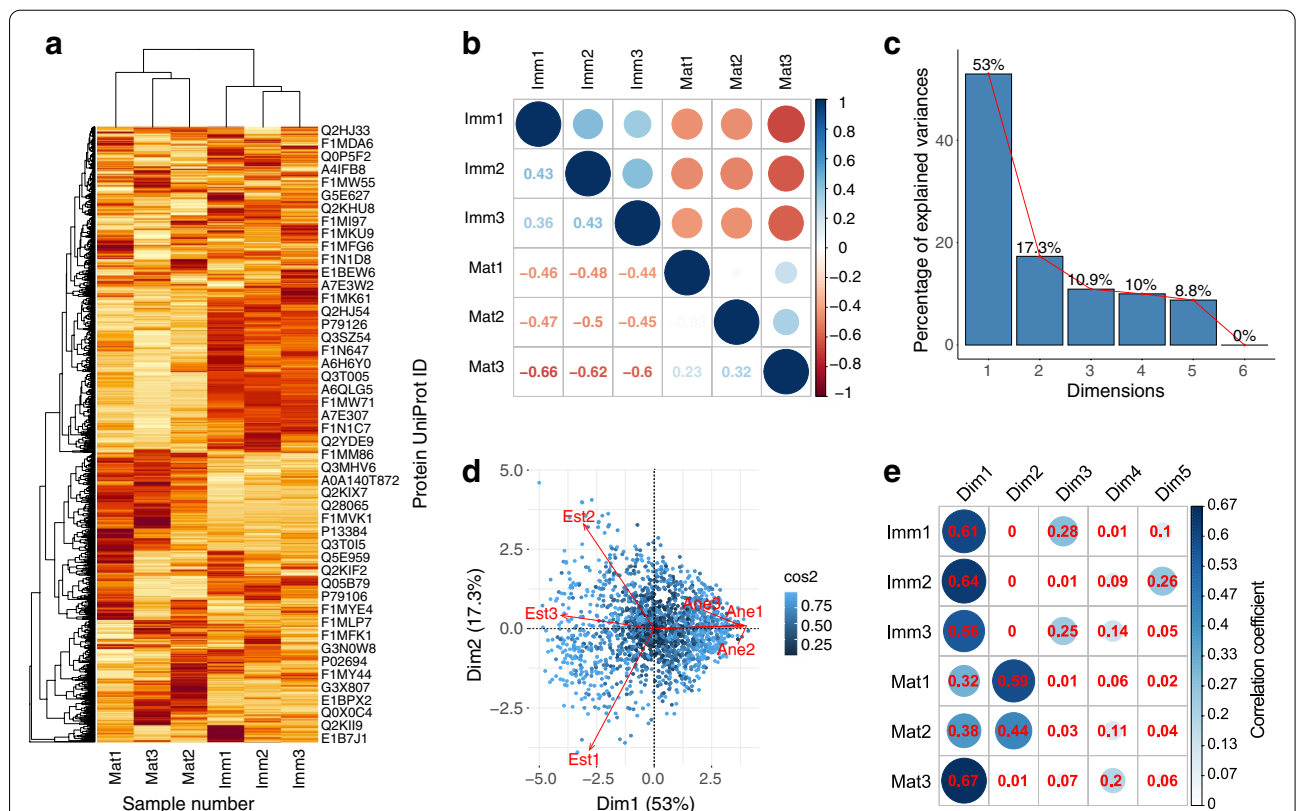 a
Q2HJ33
F1MDA6
Q0P5F2
A4IFB8
F1MW55
G5E627
Q2KHU8
F1MI97
F1MKU9
F1MFG6
F1N1D8
E1BEW6
A7E3W2
F1MK61
Q2HJ54
P79126
Q3SZ54
F1N647
A6H6Y0
Q3T005
A6QLG5
F1MW71
A7E307
F1N1C7
Q2YDE9
F1MM86
Q3MHV6
A0A140T872
Q2KIX7
Q28065
F1MVK1
P13384
Q3T0I5
Q5E959
Q2KIF2
Q05B79
P79106
F1MYE4
F1MLP7
F1MFK1
G3N0W8
P02694
F1MY44
G3X807
E1BPX2
Q0X0C4
Q2KII9
E1B7J1
Protein UniProt ID
Mat1 Mat3 Mat2 Imm1 Imm2 Imm3
Sample number
b
Imm1 Imm2 Imm3 Mat1 Mat2 Mat3
Imm1
Imm2 0.43
Imm3 0.36 0.43
Mat1 −0.46 −0.48 −0.44
Mat2 −0.47 −0.5 −0.45
Mat3 −0.66 −0.62 −0.6 0.23 0.32
1
0.8
0.6
0.4
0.2
0
−0.2
−0.4
−0.6
−0.8
−1
c
Percentage of explained variances
40
20
0
53%
17.3%
10.9%
10%
8.8%
0%
1 2 3 4 5 6
Dimensions
d
Dim2 (17.3%)
5.0
2.5
0.0
−2.5
Est2
Est3
Est1
Ane3
Ane1
Ane2
−5.0 −2.5 0.0 2.5
Dim1 (53%)
cos2
0.75
0.50
0.25
e
Dim1 Dim2 Dim3 Dim4 Dim5
Imm1 0.61 0 0.28 0.01 0.1
Imm2 0.64 0 0.01 0.09 0.26
Imm3 0.56 0 0.25 0.14 0.05
Mat1 0.32 0.59 0.01 0.06 0.02
Mat2 0.38 0.44 0.03 0.11 0.04
Mat3 0.67 0.01 0.07 0.2 0.06
0.67
0.6
0.53
0.47
0.4
0.33
0.27
0.2
0.13
0.07
0
Correlation coefficient